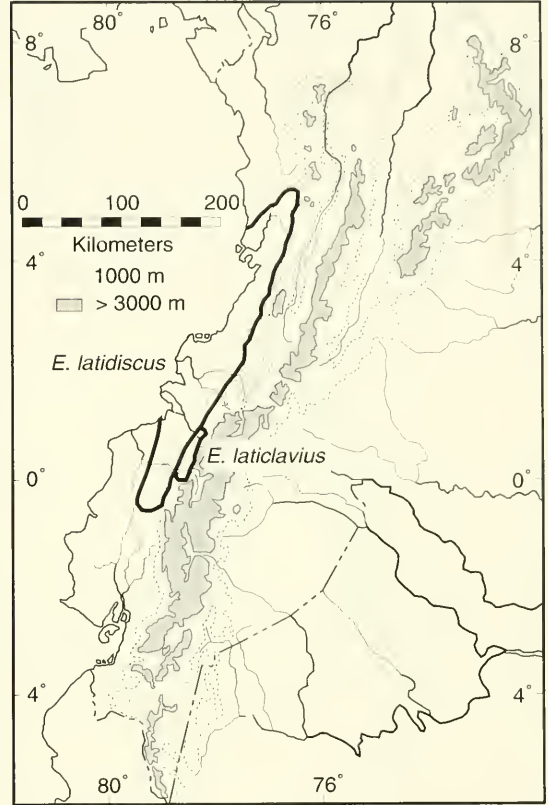 80° 76°
8° 8°
0 100 200
Kilometers
4° 4°
1000 m
> 3000 m
E. latidiscus
E. laticlavius
0° 0°
4° 4°
80° 76°